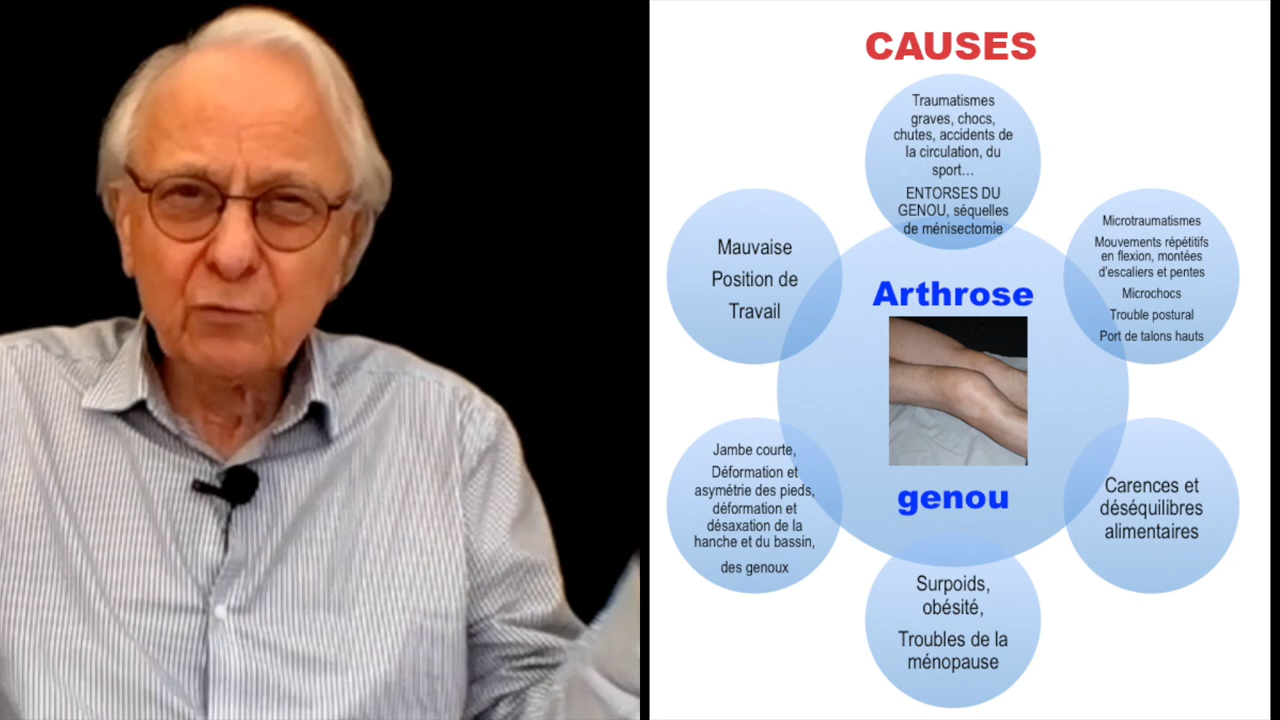 CAUSES
Traumatismes
graves, chocs,
chutes, accidents de
la circulation, du
sport...
ENTORSES DU
GENOU, séquelles
de ménisectomie
Mauvaise
Position de
Travail
Microtraumatismes
Mouvements répétitifs
en flexion, montées
d'escaliers et pentes
Microchocs
Trouble postural
Port de talons hauts
Arthrose
genou
Jambe courte,
Déformation et
asymétrie des pieds,
déformation et
désaxation de la
hanche et du bassin,
des genoux
Carences et
déséquilibres
alimentaires
Surpoids,
obésité,
Troubles de la
ménopause